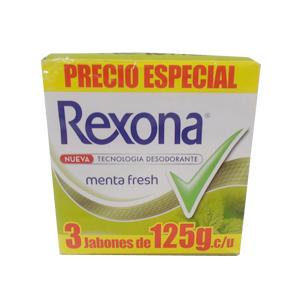 PRECIO ESPECIAL
Rexona®
NUEVA TECNOLOGIA DESODORANTE
menta fresh
3 Jabones de 125g.c/u